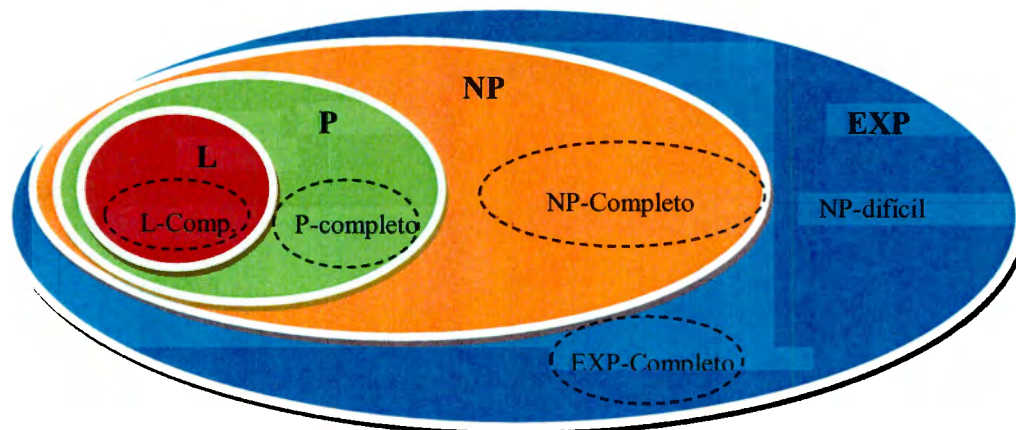 NP
P
EXP
L
NP-Completo
NP-difícil
L-Comp.
P-completo
EXP-Completo